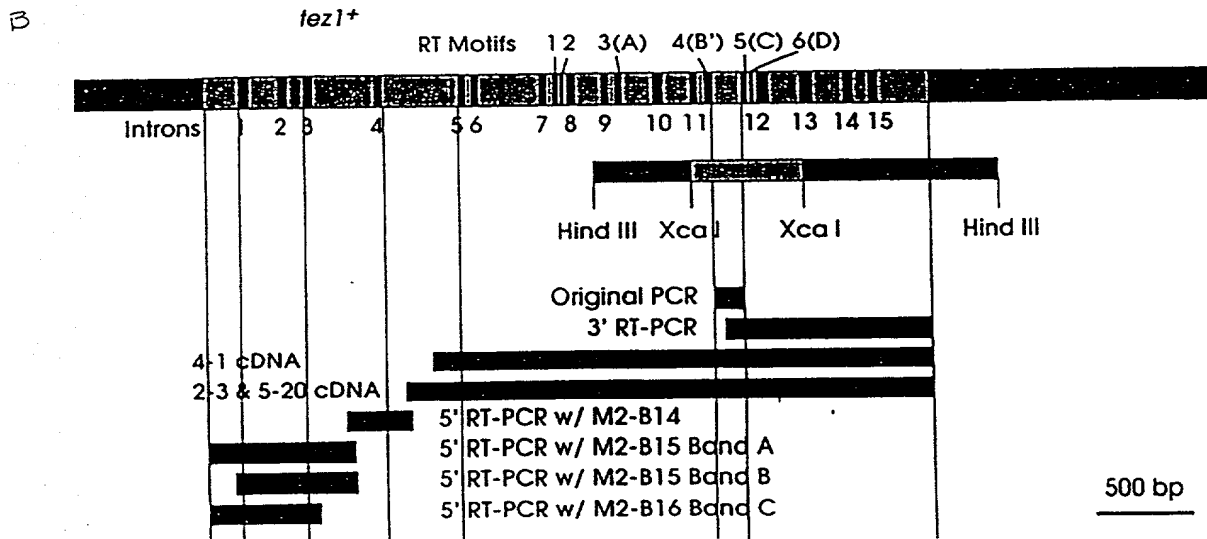 B
tez1+
RT Motifs 1 2 3(A) 4(B') 5(C) 6(D)
Introns 1 2 3 4 5 6 7 8 9 10 11 12 13 14 15
Hind III Xca I Xca I Hind III
Original PCR
3' RT-PCR
4-1 cDNA
2-3 & 5-20 cDNA
5' RT-PCR w/ M2-B14
5' RT-PCR w/ M2-B15 Band A
5' RT-PCR w/ M2-B15 Band B
5' RT-PCR w/ M2-B16 Band C
500 bp